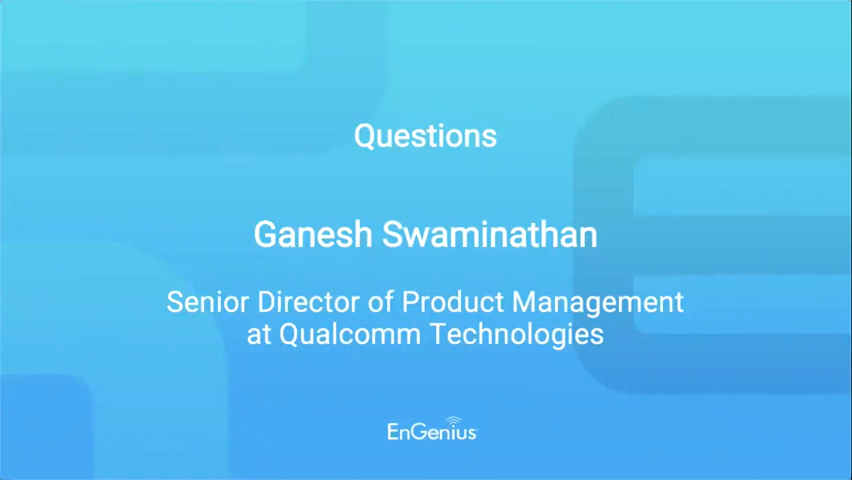 Questions
Ganesh Swaminathan
Senior Director of Product Management
at Qualcomm Technologies
EnGenius